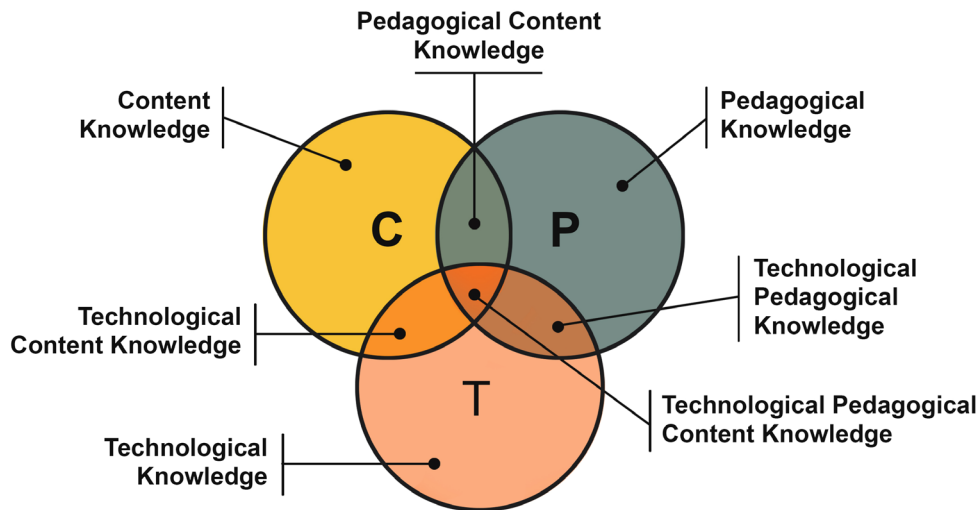 Pedagogical Content
Knowledge
Content
Knowledge
Pedagogical
Knowledge
C
P
Technological
Pedagogical
Knowledge
Technological
Content Knowledge
T
Technological Pedagogical
Content Knowledge
Technological
Knowledge